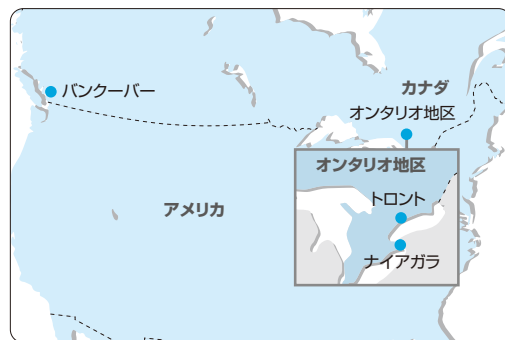 カナダ
バンクーバー
オンタリオ地区
オンタリオ地区
トロント
アメリカ
ナイアガラ